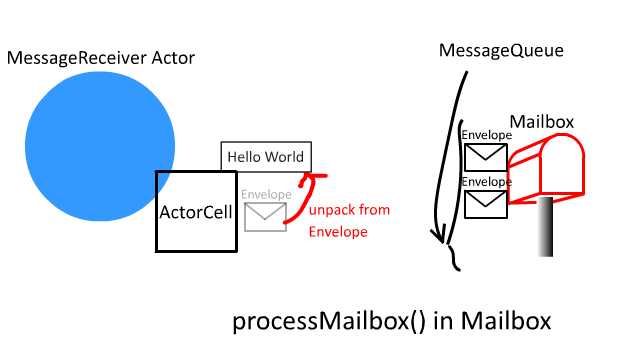 MessageReceiver Actor
MessageQueue
Mailbox
Envelope
Envelope
Hello World
Envelope
ActorCell
unpack from
Envelope
processMailbox() in Mailbox